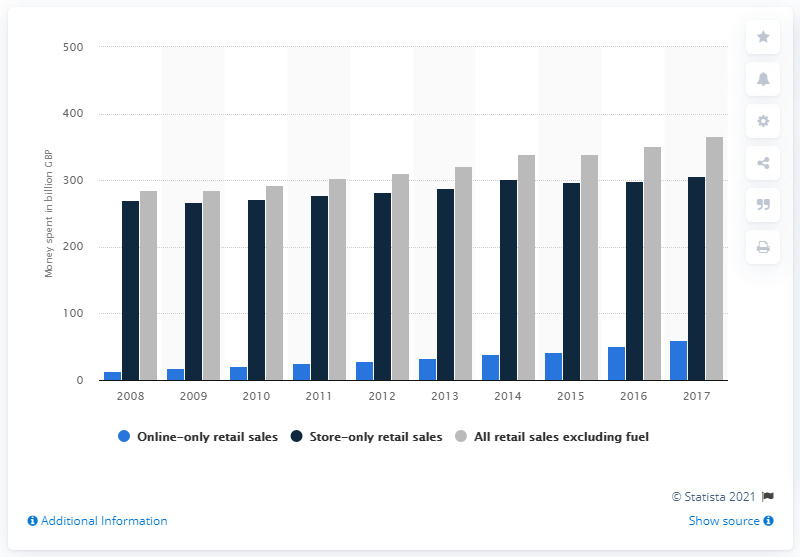 500
400
300
200
100
0
Money spent in billion GBP
2008 2009 2010 2011 2012 2013 2014 2015 2016 2017
Online-only retail sales Store-only retail sales All retail sales excluding fuel
© Statista 2021
Additional Information Show source